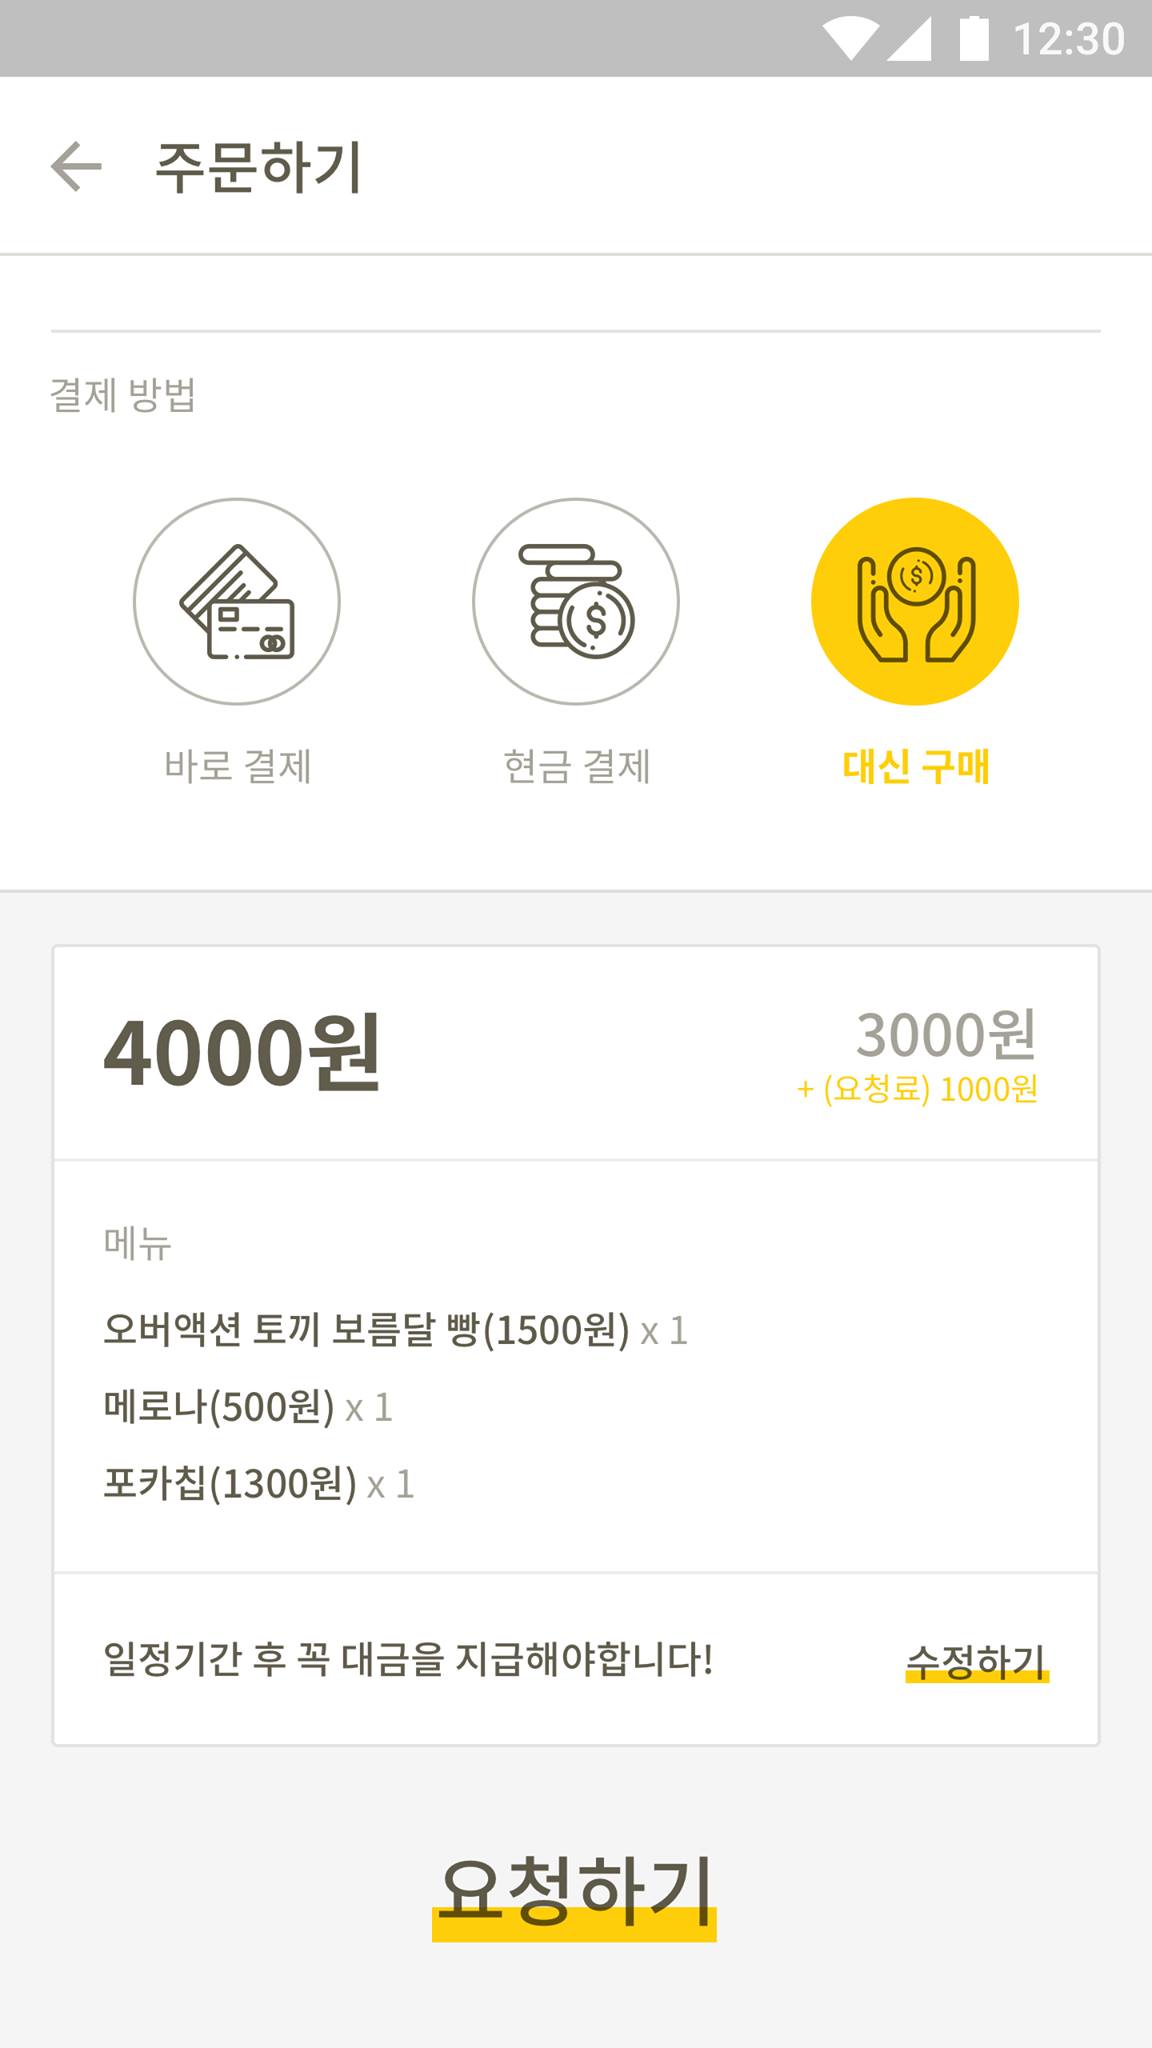 12:30
주문하기
결제 방법
바로 결제
현금 결제
대신 구매
4000원
3000원
+ (요청료) 1000원
메뉴
오버액션 토끼 보름달 빵(1500원) x 1
메로나(500원) x 1
포카칩(1300원) x 1
일정기간 후 꼭 대금을 지급해야합니다!
수정하기
요청하기